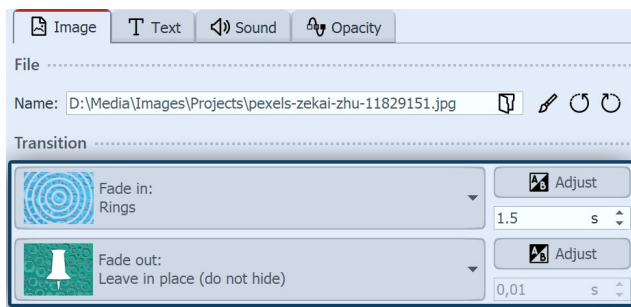 Image Text Sound Opacity
File
Name: D:\Media\Images\Projects\pexels-zekai-zhu-11829151.jpg
Transition
Fade in:
Rings
Adjust
1.5 s
Fade out:
Leave in place (do not hide)
Adjust
0,01 s